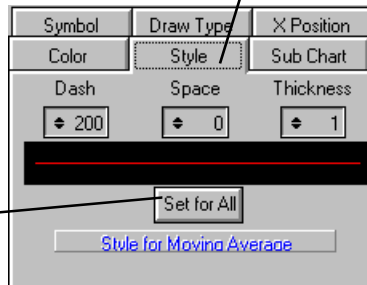 Symbol Draw Type X Position
Color Style Sub Chart
Dash Space Thickness
200 0 1
Set for All
Style for Moving Average